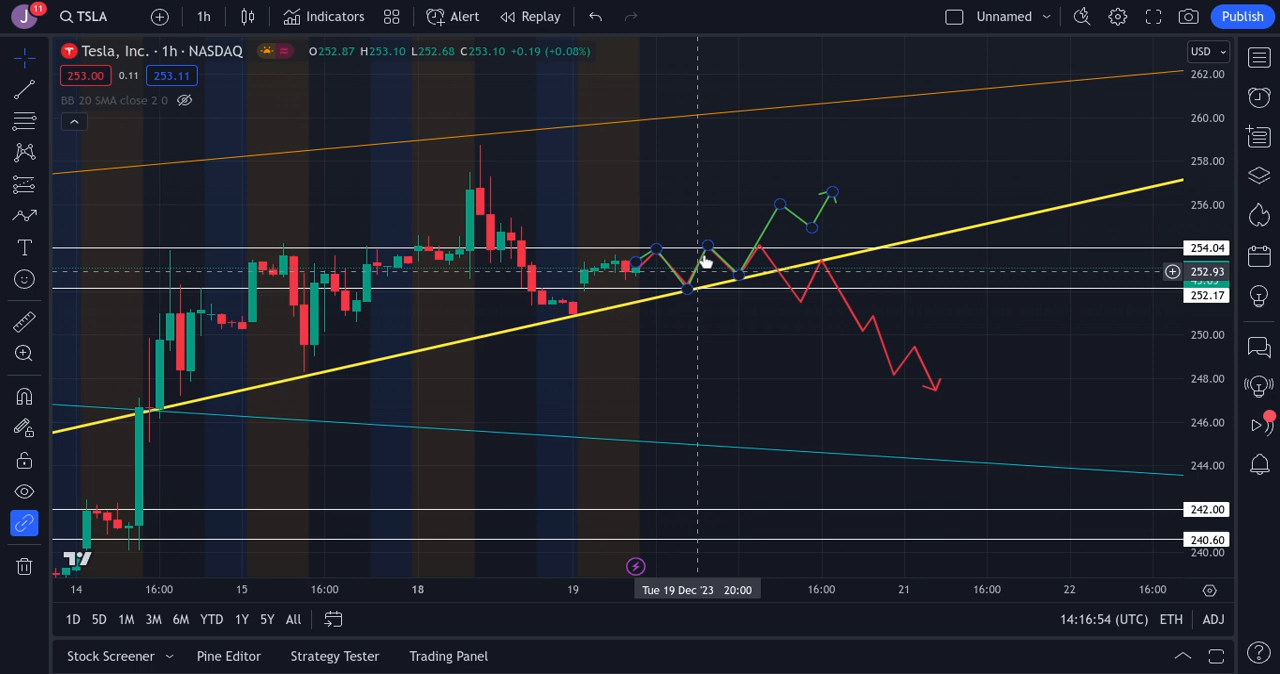 J 11 TSLA 1h Indicators Alert Replay Unnamed Publish
Tesla, Inc. · 1h · NASDAQ O252.87 H253.10 L252.68 C253.10 +0.19 (+0.08%) USD
253.00 0.11 253.11
BB 20 SMA close 2 0
262.00
260.00
258.00
256.00
254.04
252.93
252.17
250.00
248.00
246.00
244.00
242.00
240.60
240.00
14 16:00 15 16:00 18 19 Tue 19 Dec '23 20:00 16:00 21 16:00 22 16:00
1D 5D 1M 3M 6M YTD 1Y 5Y All 14:16:54 (UTC) ETH ADJ
Stock Screener Pine Editor Strategy Tester Trading Panel